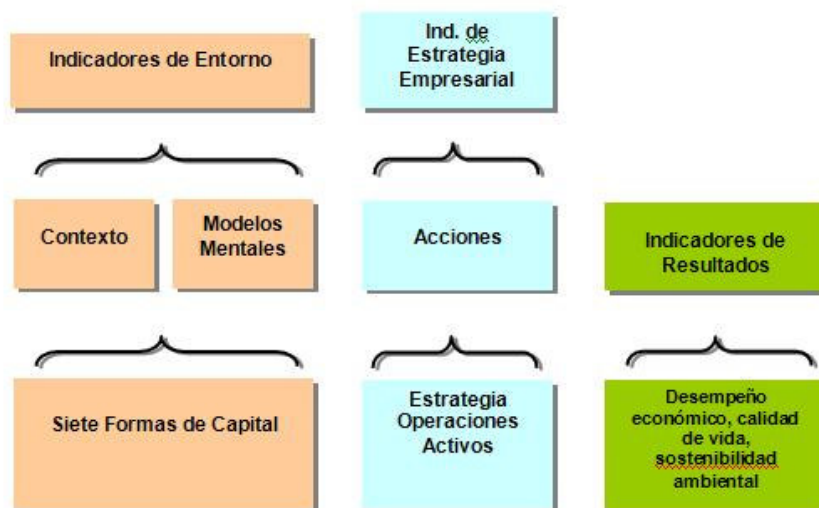 Indicadores de Entorno
Ind. de
Estrategia
Empresarial
Contexto
Modelos
Mentales
Acciones
Indicadores de
Resultados
Siete Formas de Capital
Estrategia
Operaciones
Activos
Desempeño
económico, calidad
de vida,
sostenibilidad
ambiental